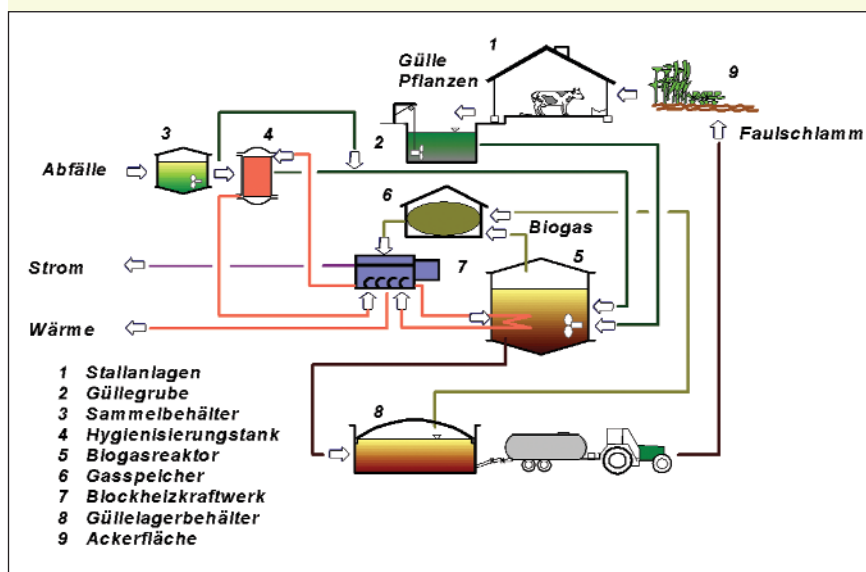 1
Gülle
Pflanzen
9
2
Faulschlamm
3
4
Abfälle
6
Biogas
5
Strom
7
Wärme
8
1 Stallanlagen
2 Güllegrube
3 Sammelbehälter
4 Hygienisierungstank
5 Biogasreaktor
6 Gasspeicher
7 Blockheizkraftwerk
8 Güllelagerbehälter
9 Ackerfläche